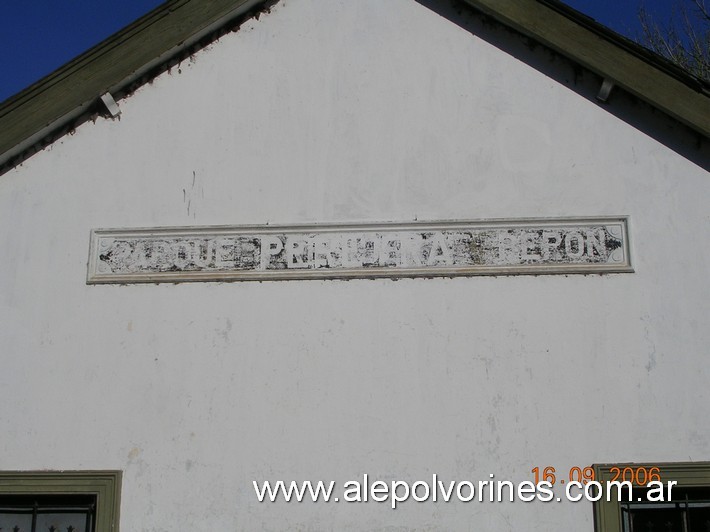 PARQUE PERON
16.09.2006
www.alepolvorines.com.ar